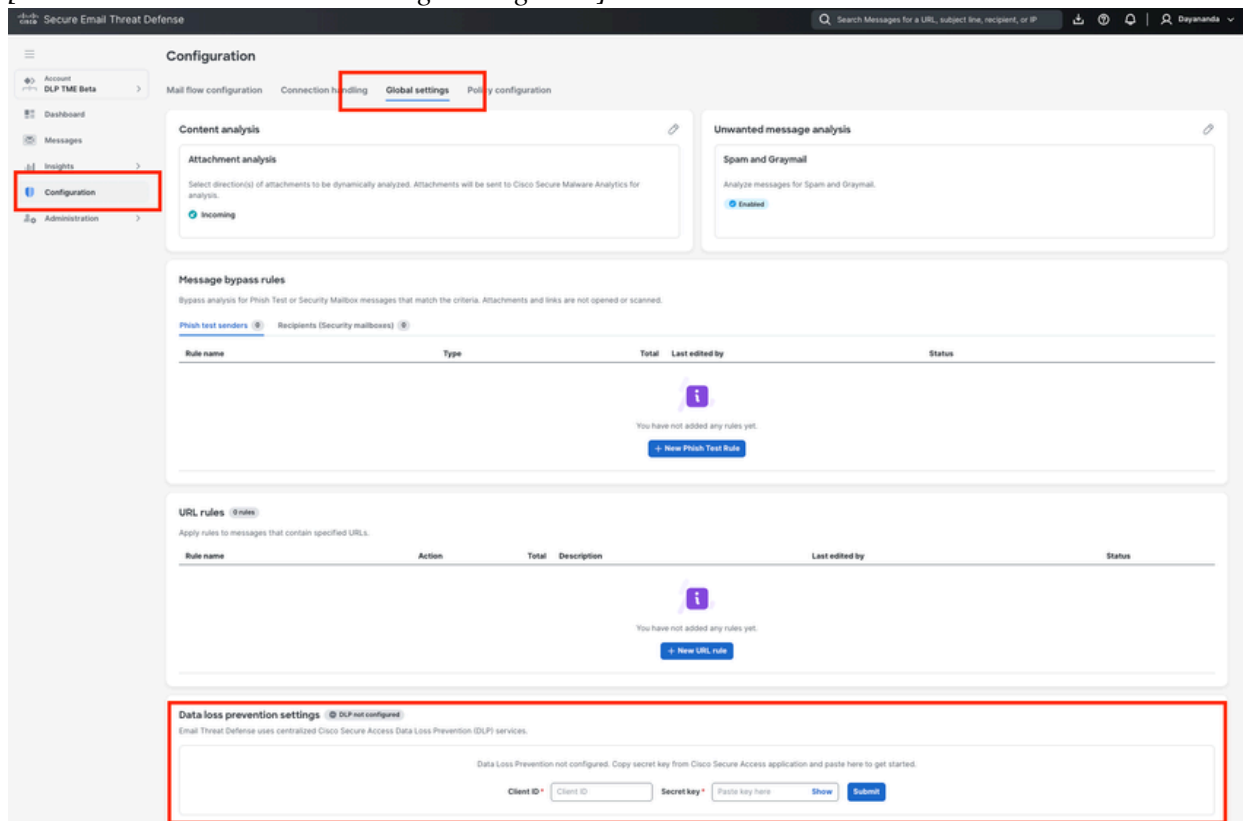 Secure Email Threat Defense
Search Messages for a URL, subject line, recipient, or IP
Dayananda
Account
DLP TME Beta
Dashboard
Messages
Insights
Configuration
Administration
Configuration
Mail flow configuration Connection handling Global settings Policy configuration
Content analysis
Attachment analysis
Select direction(s) of attachments to be dynamically analyzed. Attachments will be sent to Cisco Secure Malware Analytics for
analysis.
Incoming
Unwanted message analysis
Spam and Graymail
Analyze messages for Spam and Graymail.
Enabled
Message bypass rules
Bypass analysis for Phish Test or Security Mailbox messages that match the criteria. Attachments and links are not opened or scanned.
Phish test senders 0 Recipients (Security mailboxes) 0
Rule name Type Total Last edited by Status
You have not added any rules yet.
+ New Phish Test Rule
URL rules 0 rules
Apply rules to messages that contain specified URLs.
Rule name Action Total Description Last edited by Status
You have not added any rules yet.
+ New URL rule
Data loss prevention settings DLP not configured
Email Threat Defense uses centralized Cisco Secure Access Data Loss Prevention (DLP) services.
Data Loss Prevention not configured. Copy secret key from Cisco Secure Access application and paste here to get started.
Client ID * Client ID Secret key * Paste key here Show Submit